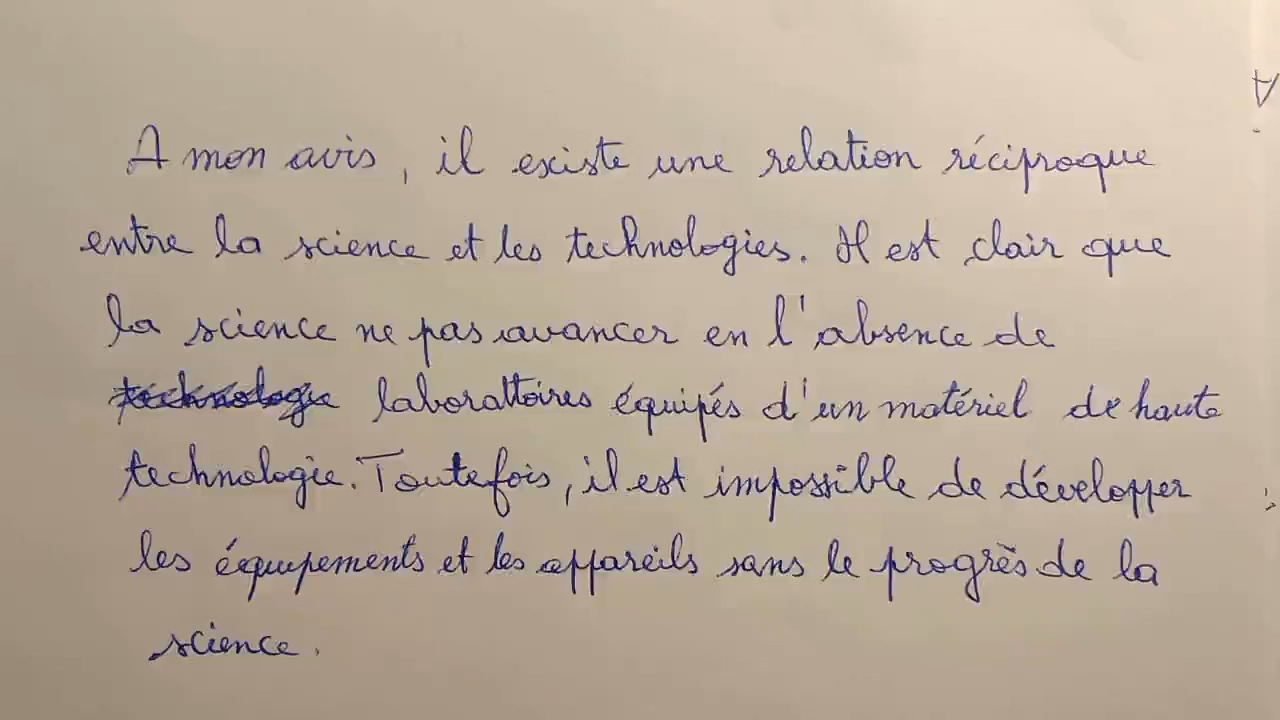 A mon avis, il existe une relation réciproque
entre la science et les technologies. Il est clair que
la science ne pas avancer en l'absence de
technologie laborattoires équipés d'un matériel de haute
technologie. Toutefois, il est impossible de développer
les équipements et les appareils sans le progrès de la
science.